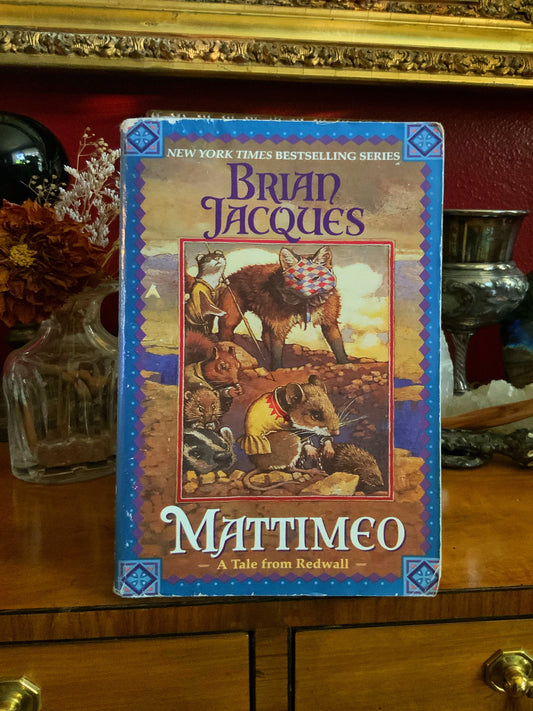 NEW YORK TIMES BESTSELLING SERIES
BRIAN
JACQUES
MATTIMEO
– A Tale from Redwall –